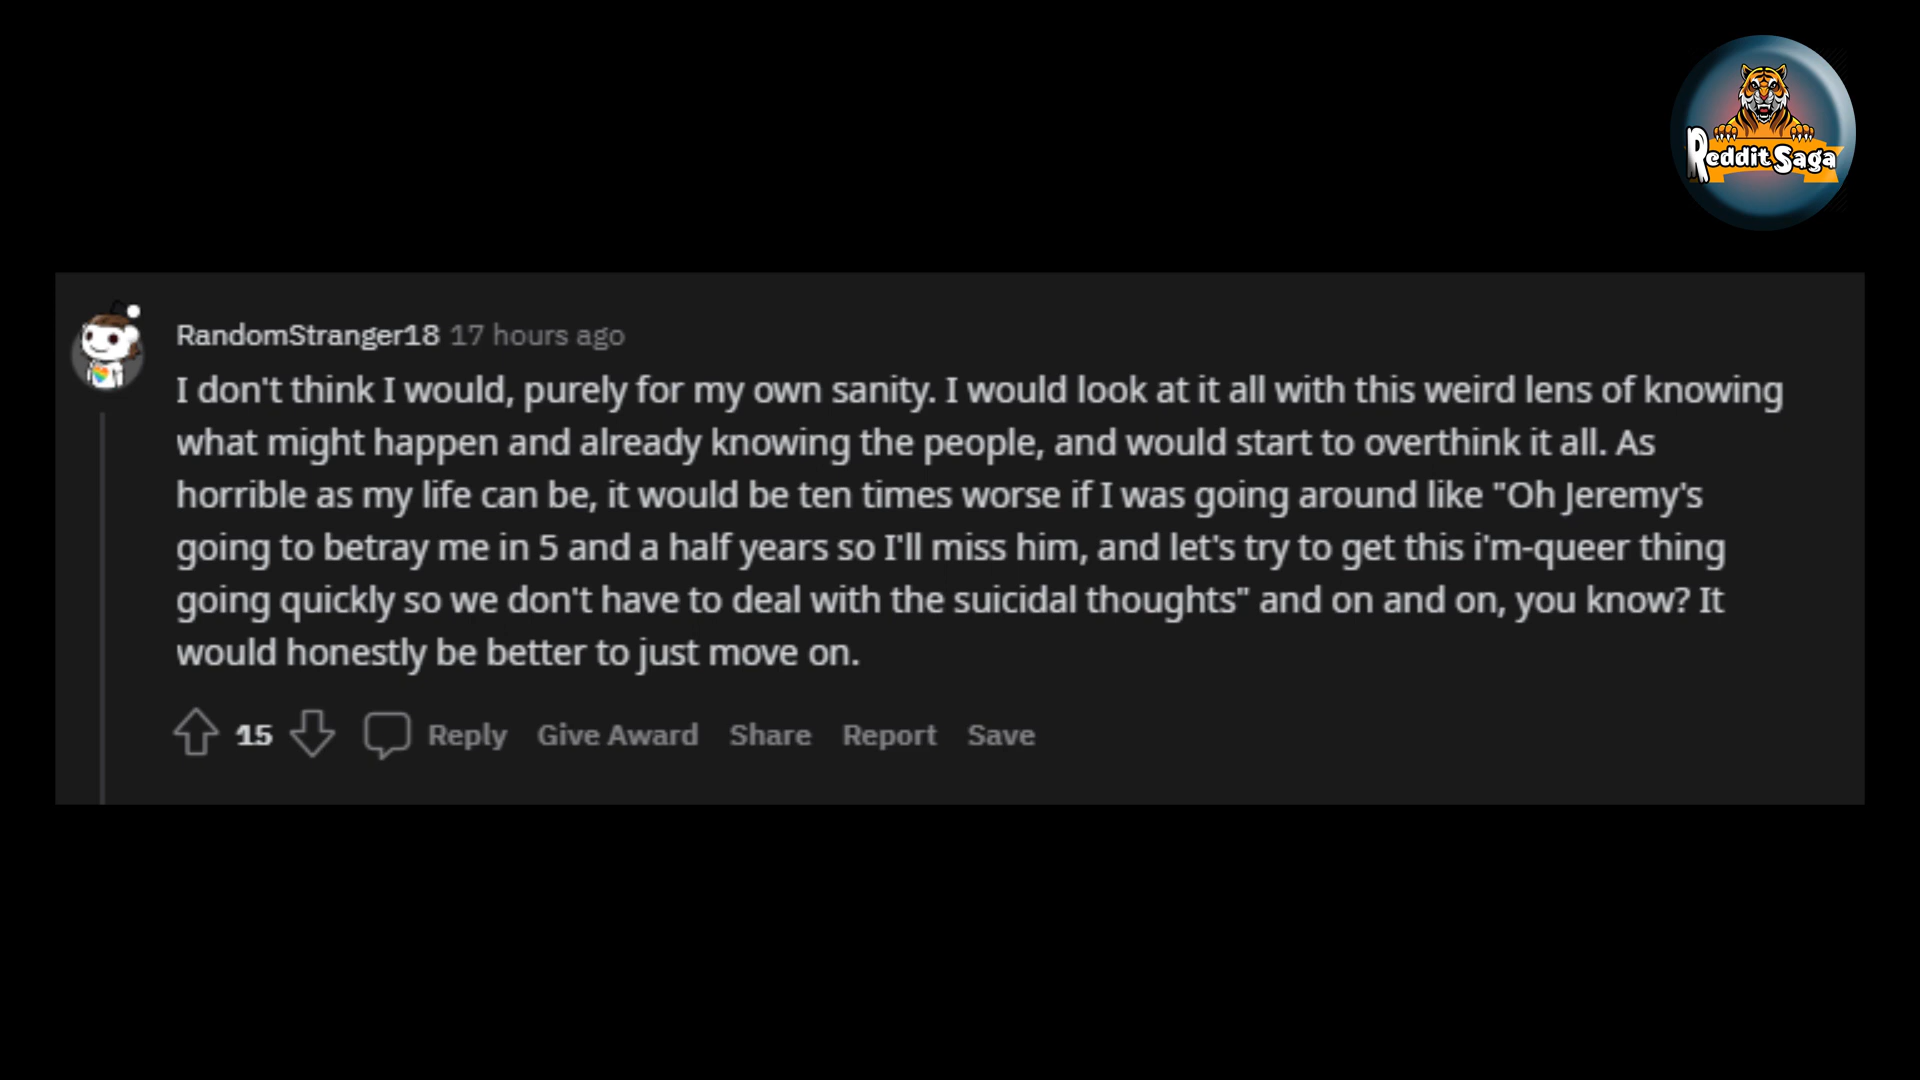 Reddit Saga
RandomStranger18 17 hours ago
I don't think I would, purely for my own sanity. I would look at it all with this weird lens of knowing
what might happen and already knowing the people, and would start to overthink it all. As
horrible as my life can be, it would be ten times worse if I was going around like "Oh Jeremy's
going to betray me in 5 and a half years so I'll miss him, and let's try to get this i'm-queer thing
going quickly so we don't have to deal with the suicidal thoughts" and on and on, you know? It
would honestly be better to just move on.
15 Reply Give Award Share Report Save